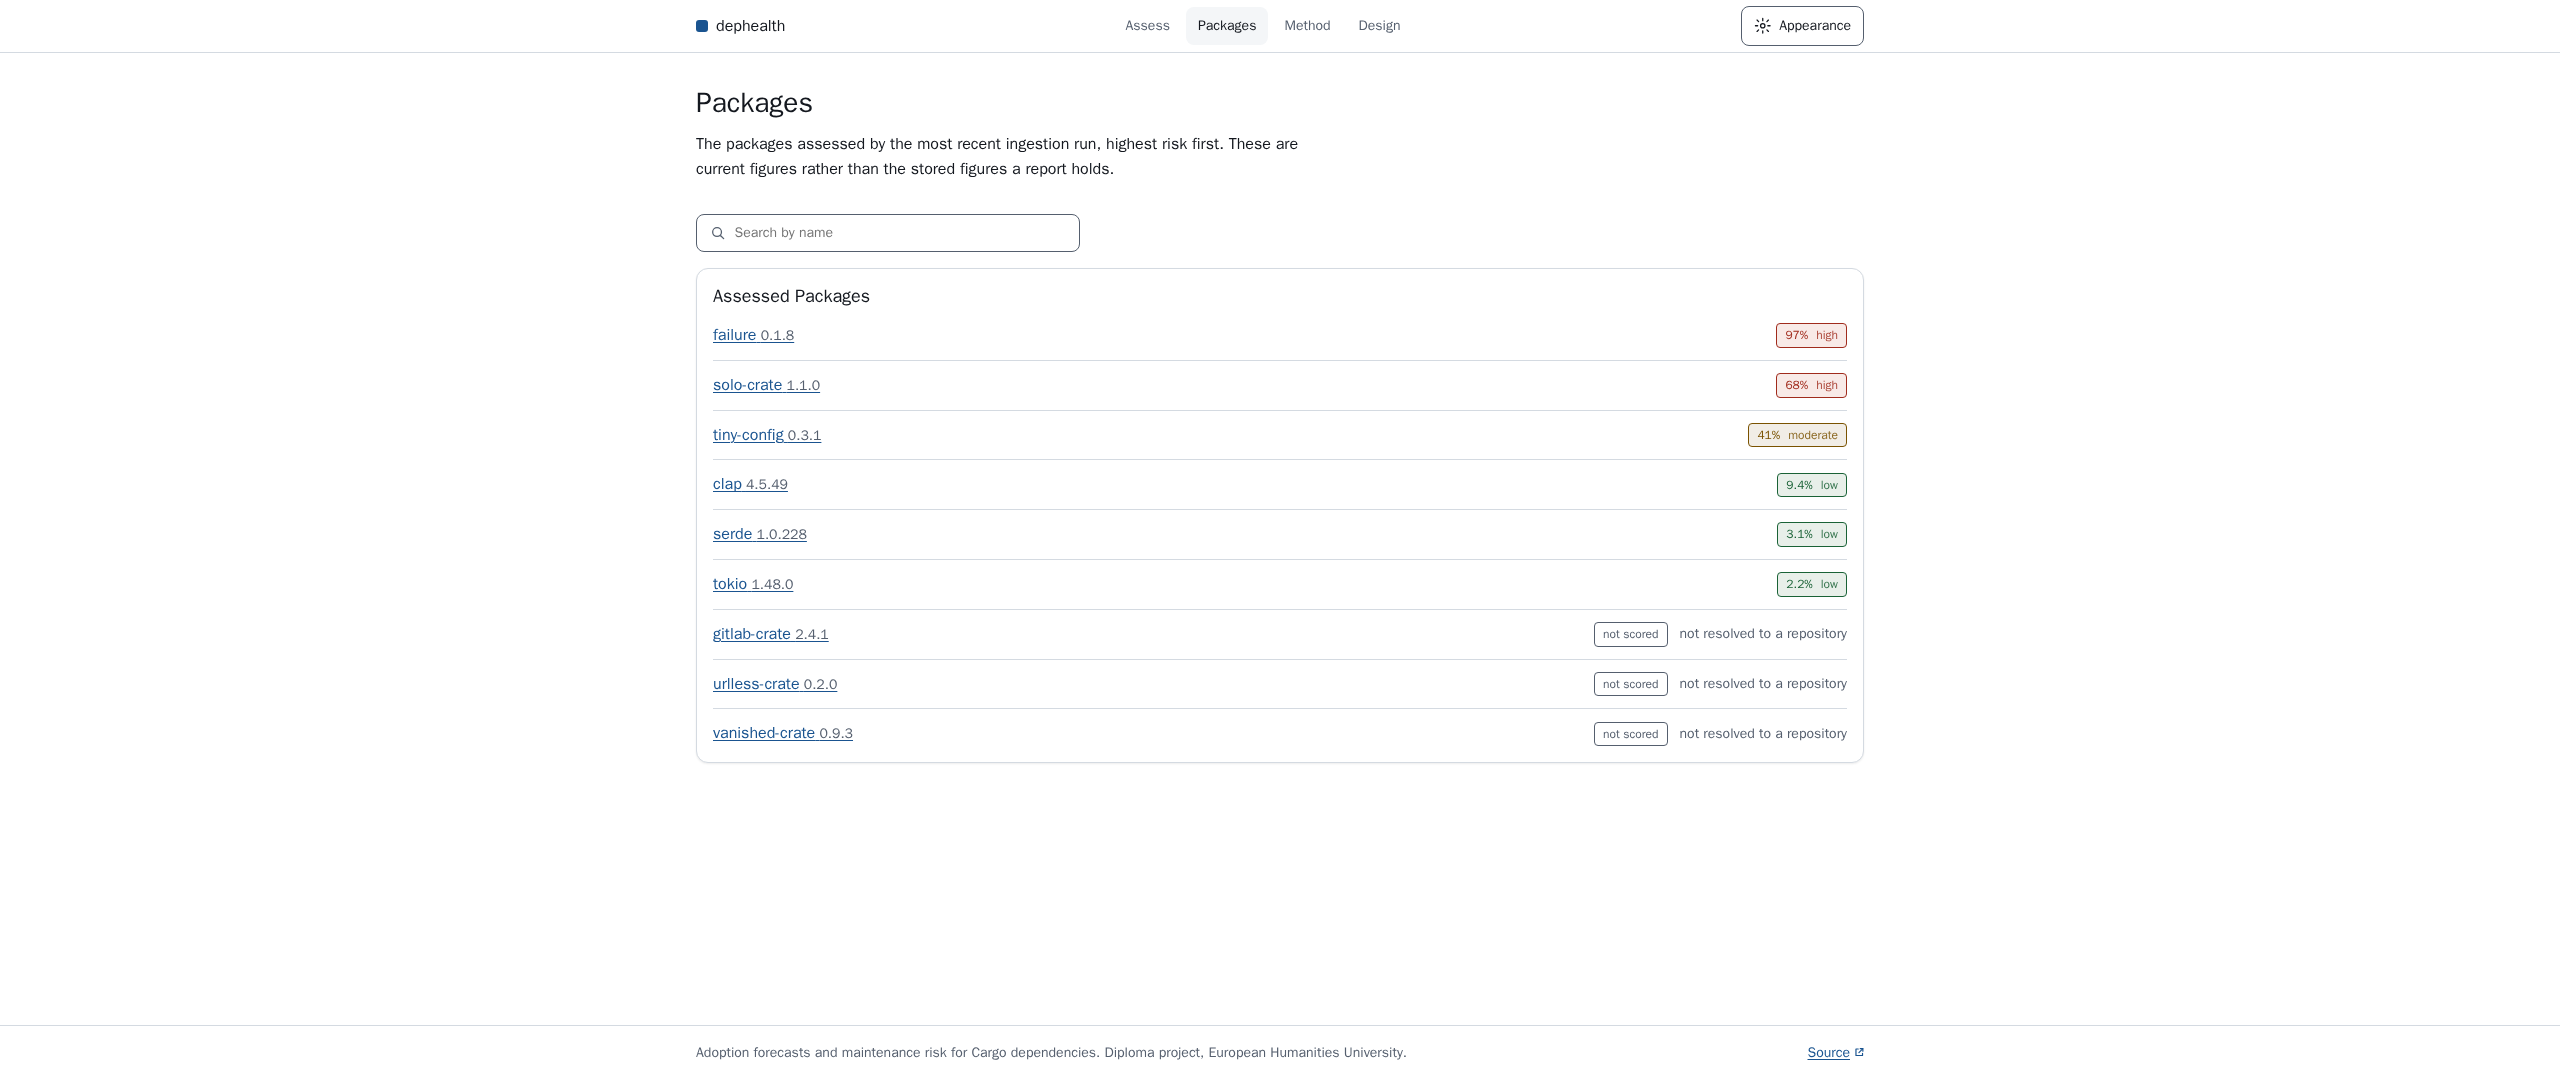 dephealth
Assess Packages Method Design
Appearance
Packages
The packages assessed by the most recent ingestion run, highest risk first. These are
current figures rather than the stored figures a report holds.
Search by name
Assessed Packages
failure 0.1.8 97% high
solo-crate 1.1.0 68% high
tiny-config 0.3.1 41% moderate
clap 4.5.49 9.4% low
serde 1.0.228 3.1% low
tokio 1.48.0 2.2% low
gitlab-crate 2.4.1 not scored not resolved to a repository
urlless-crate 0.2.0 not scored not resolved to a repository
vanished-crate 0.9.3 not scored not resolved to a repository
Adoption forecasts and maintenance risk for Cargo dependencies. Diploma project, European Humanities University.
Source